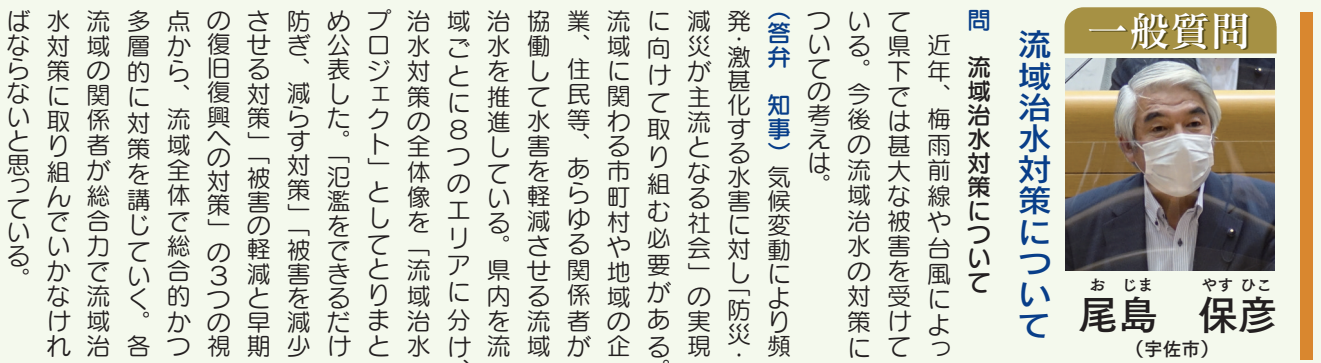 一般質問
お じま やす ひこ
尾島 保彦
(宇佐市)
流域治水対策について
問 流域治水対策について
近年、梅雨前線や台風によっ
て県下では甚大な被害を受けて
いる。今後の流域治水の対策に
ついての考えは。
(答弁 知事)気候変動により頻
発・激甚化する水害に対し「防災・
減災が主流となる社会」の実現
に向けて取り組む必要がある。
流域に関わる市町村や地域の企
業、住民等、あらゆる関係者が
協働して水害を軽減させる流域
治水を推進している。県内を流
域ごとに8つのエリアに分け、
治水対策の全体像を「流域治水
プロジェクト」としてとりまと
め公表した。「氾濫をできるだけ
防ぎ、減らす対策」「被害を減少
させる対策」「被害の軽減と早期
の復旧復興への対策」の3つの視
点から、流域全体で総合的かつ
多層的に対策を講じていく。各
流域の関係者が総合力で流域治
水対策に取り組んでいかなけれ
ばならないと思っている。